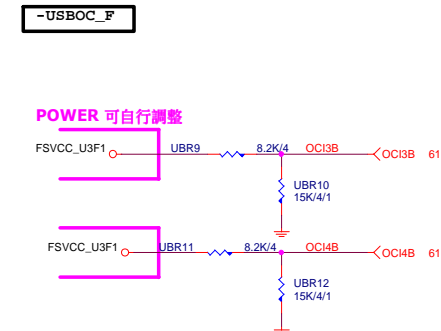 -USBOC_F
POWER 可自行調整
FSVCC_U3F1 UBR9 8.2K/4 OCI3B OCI3B 61
UBR10
15K/4/1
FSVCC_U3F1 UBR11 8.2K/4 OCI4B OCI4B 61
UBR12
15K/4/1